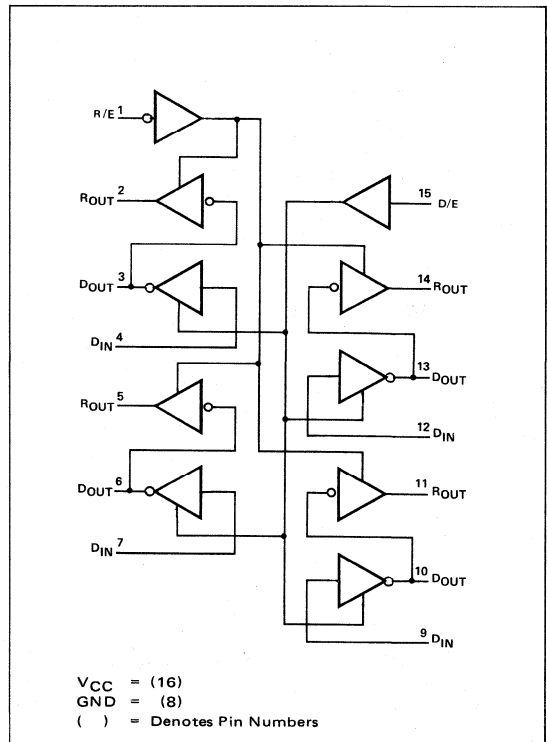 R/E 1
ROUT 2
15 D/E
DOUT 3
14 ROUT
DIN 4
13 DOUT
ROUT 5
12 DIN
DOUT 6
11 ROUT
DIN 7
10 DOUT
9 DIN
VCC = (16)
GND = (8)
( ) = Denotes Pin Numbers